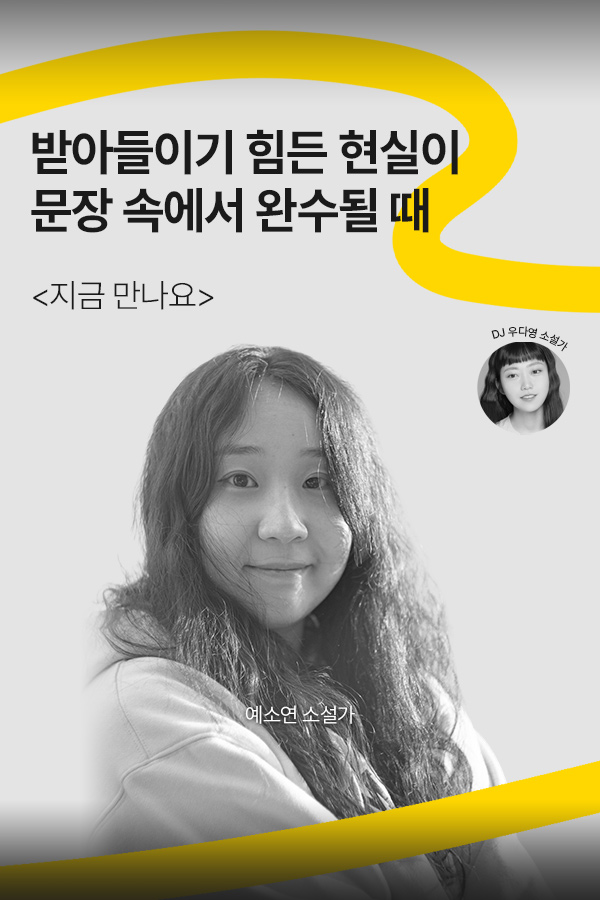 받아들이기 힘든 현실이
문장 속에서 완수될 때
<지금 만나요>
DJ 우다영 소설가
예소연 소설가